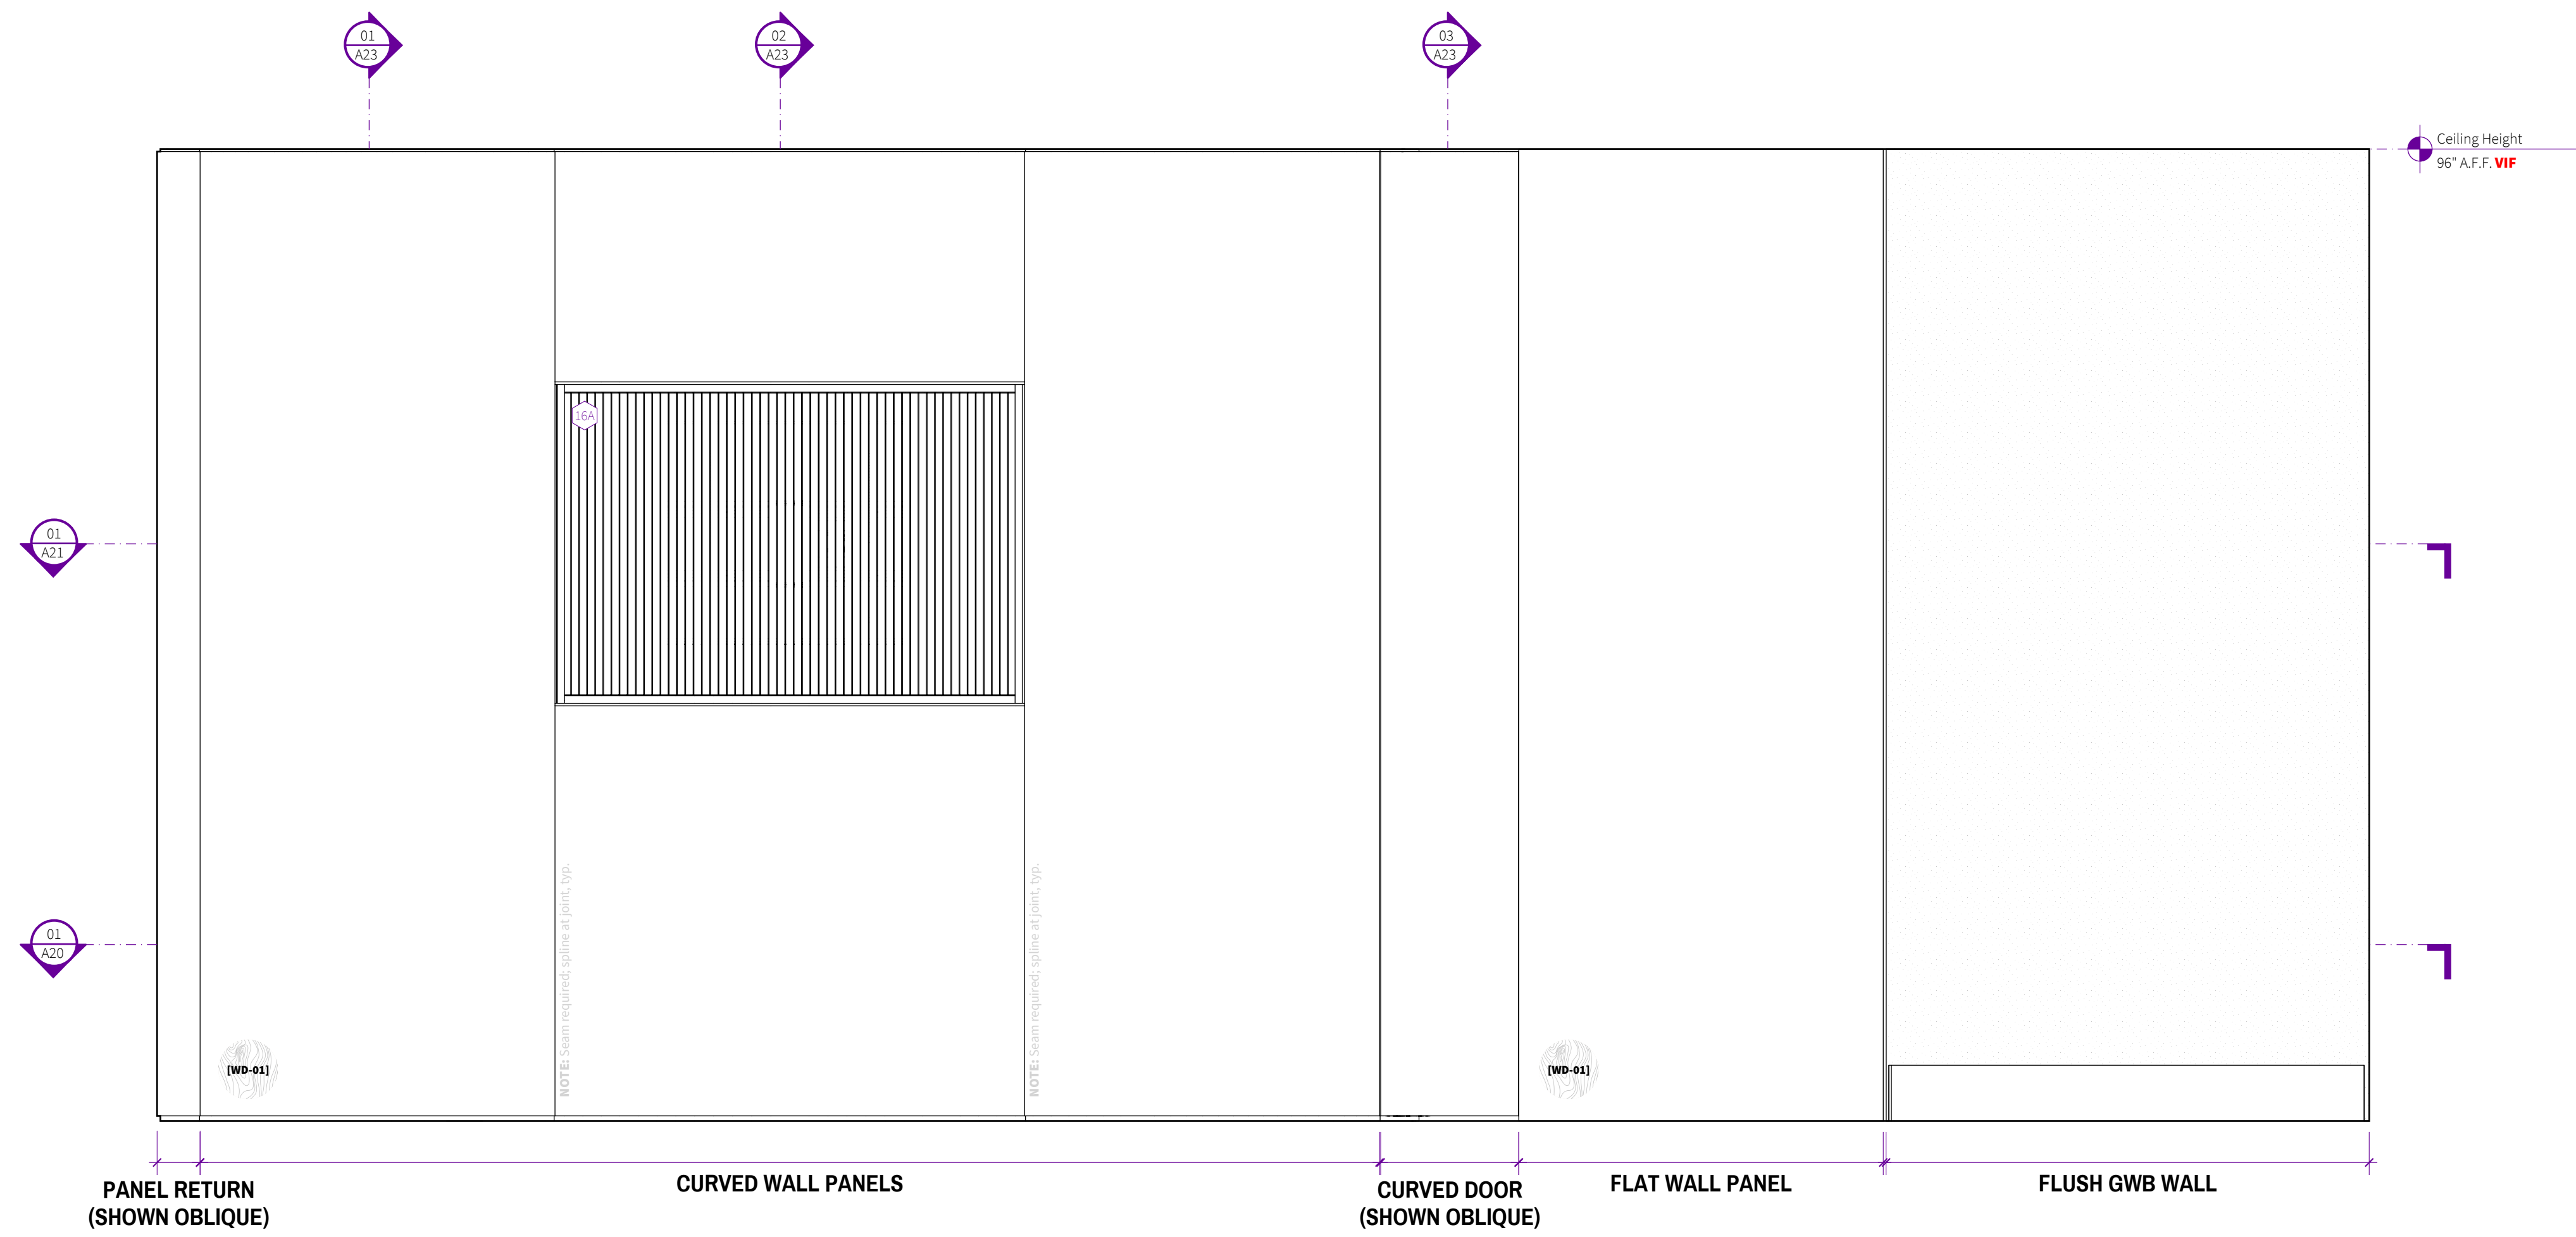 01
A23
02
A23
03
A23
Ceiling Height
96" A.F.F. VIF
16A
01
A21
01
A20
NOTE: Seam required; spline at joint, typ.
NOTE: Seam required; spline at joint, typ.
[WD-01]
[WD-01]
PANEL RETURN
(SHOWN OBLIQUE)
CURVED WALL PANELS
CURVED DOOR
(SHOWN OBLIQUE)
FLAT WALL PANEL
FLUSH GWB WALL